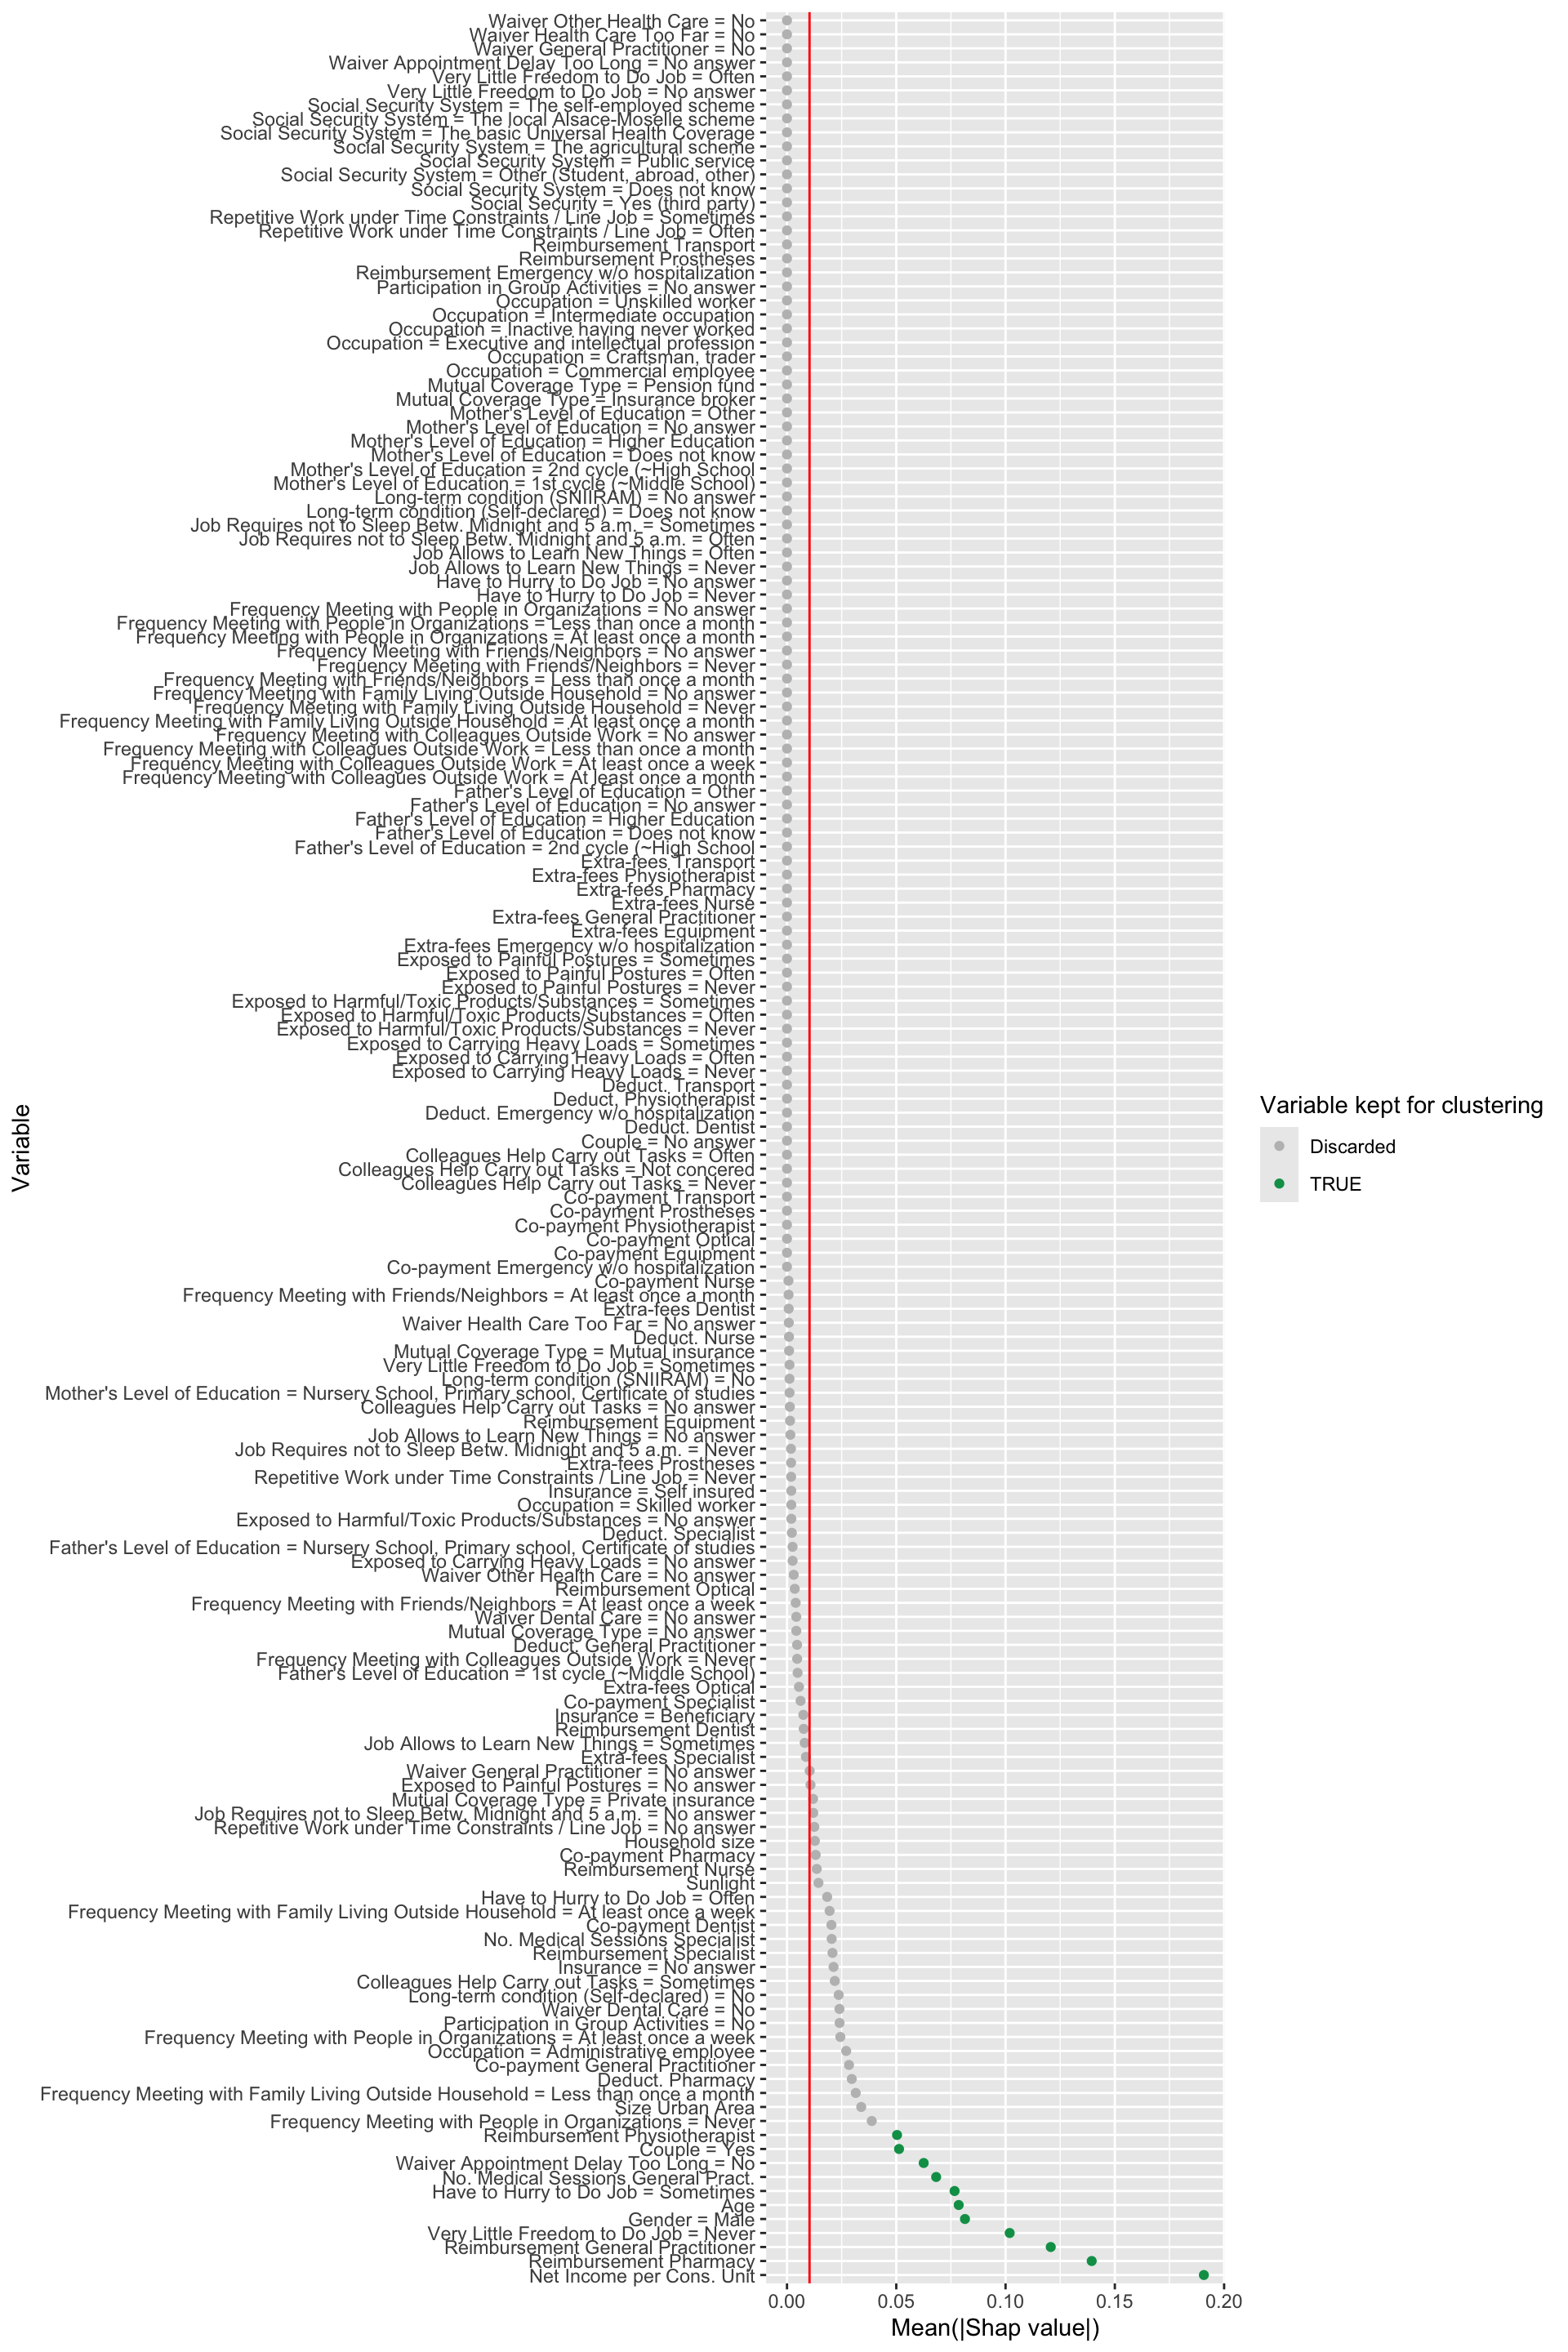 Waiver Other Health Care = No
Waiver Health Care Too Far = No
Waiver General Practitioner = No
Waiver Appointment Delay Too Long = No answer
Very Little Freedom to Do Job = Often
Very Little Freedom to Do Job = No answer
Social Security System = The self-employed scheme
Social Security System = The local Alsace-Moselle scheme
Social Security System = The basic Universal Health Coverage
Social Security System = The agricultural scheme
Social Security System = Public service
Social Security System = Other (Student, abroad, other)
Social Security System = Does not know
Social Security = Yes (third party)
Repetitive Work under Time Constraints / Line Job = Sometimes
Repetitive Work under Time Constraints / Line Job = Often
Reimbursement Transport
Reimbursement Prostheses
Reimbursement Emergency w/o hospitalization
Participation in Group Activities = No answer
Occupation = Unskilled worker
Occupation = Intermediate occupation
Occupation = Inactive having never worked
Occupation = Executive and intellectual profession
Occupation = Craftsman, trader
Occupation = Commercial employee
Mutual Coverage Type = Pension fund
Mutual Coverage Type = Insurance broker
Mother's Level of Education = Other
Mother's Level of Education = No answer
Mother's Level of Education = Higher Education
Mother's Level of Education = Does not know
Mother's Level of Education = 2nd cycle (~High School
Mother's Level of Education = 1st cycle (~Middle School)
Long-term condition (SNIIRAM) = No answer
Long-term condition (Self-declared) = Does not know
Job Requires not to Sleep Betw. Midnight and 5 a.m. = Sometimes
Job Requires not to Sleep Betw. Midnight and 5 a.m. = Often
Job Allows to Learn New Things = Often
Job Allows to Learn New Things = Never
Have to Hurry to Do Job = No answer
Have to Hurry to Do Job = Never
Frequency Meeting with People in Organizations = No answer
Frequency Meeting with People in Organizations = Less than once a month
Frequency Meeting with People in Organizations = At least once a month
Frequency Meeting with Friends/Neighbors = No answer
Frequency Meeting with Friends/Neighbors = Never
Frequency Meeting with Friends/Neighbors = Less than once a month
Frequency Meeting with Family Living Outside Household = No answer
Frequency Meeting with Family Living Outside Household = Never
Frequency Meeting with Family Living Outside Household = At least once a month
Frequency Meeting with Colleagues Outside Work = No answer
Frequency Meeting with Colleagues Outside Work = Less than once a month
Frequency Meeting with Colleagues Outside Work = At least once a week
Frequency Meeting with Colleagues Outside Work = At least once a month
Father's Level of Education = Other
Father's Level of Education = No answer
Father's Level of Education = Higher Education
Father's Level of Education = Does not know
Father's Level of Education = 2nd cycle (~High School
Extra-fees Transport
Extra-fees Physiotherapist
Extra-fees Pharmacy
Extra-fees Nurse
Extra-fees General Practitioner
Extra-fees Equipment
Extra-fees Emergency w/o hospitalization
Exposed to Painful Postures = Sometimes
Exposed to Painful Postures = Often
Exposed to Painful Postures = Never
Exposed to Harmful/Toxic Products/Substances = Sometimes
Exposed to Harmful/Toxic Products/Substances = Often
Exposed to Harmful/Toxic Products/Substances = Never
Exposed to Carrying Heavy Loads = Sometimes
Exposed to Carrying Heavy Loads = Often
Exposed to Carrying Heavy Loads = Never
Deduct. Transport
Deduct. Physiotherapist
Deduct. Emergency w/o hospitalization
Deduct. Dentist
Couple = No answer
Colleagues Help Carry out Tasks = Often
Colleagues Help Carry out Tasks = Not concered
Colleagues Help Carry out Tasks = Never
Co-payment Transport
Co-payment Prostheses
Co-payment Physiotherapist
Co-payment Optical
Co-payment Equipment
Co-payment Emergency w/o hospitalization
Co-payment Nurse
Frequency Meeting with Friends/Neighbors = At least once a month
Extra-fees Dentist
Waiver Health Care Too Far = No answer
Deduct. Nurse
Mutual Coverage Type = Mutual insurance
Very Little Freedom to Do Job = Sometimes
Long-term condition (SNIIRAM) = No
Mother's Level of Education = Nursery School, Primary school, Certificate of studies
Colleagues Help Carry out Tasks = No answer
Reimbursement Equipment
Job Allows to Learn New Things = No answer
Job Requires not to Sleep Betw. Midnight and 5 a.m. = Never
Extra-fees Prostheses
Repetitive Work under Time Constraints / Line Job = Never
Insurance = Self insured
Occupation = Skilled worker
Exposed to Harmful/Toxic Products/Substances = No answer
Deduct. Specialist
Father's Level of Education = Nursery School, Primary school, Certificate of studies
Exposed to Carrying Heavy Loads = No answer
Waiver Other Health Care = No answer
Reimbursement Optical
Frequency Meeting with Friends/Neighbors = At least once a week
Waiver Dental Care = No answer
Mutual Coverage Type = No answer
Deduct. General Practitioner
Frequency Meeting with Colleagues Outside Work = Never
Father's Level of Education = 1st cycle (~Middle School)
Extra-fees Optical
Co-payment Specialist
Insurance = Beneficiary
Reimbursement Dentist
Job Allows to Learn New Things = Sometimes
Extra-fees Specialist
Waiver General Practitioner = No answer
Exposed to Painful Postures = No answer
Mutual Coverage Type = Private insurance
Job Requires not to Sleep Betw. Midnight and 5 a.m. = No answer
Repetitive Work under Time Constraints / Line Job = No answer
Household size
Co-payment Pharmacy
Reimbursement Nurse
Sunlight
Have to Hurry to Do Job = Often
Frequency Meeting with Family Living Outside Household = At least once a week
Co-payment Dentist
No. Medical Sessions Specialist
Reimbursement Specialist
Insurance = No answer
Colleagues Help Carry out Tasks = Sometimes
Long-term condition (Self-declared) = No
Waiver Dental Care = No
Participation in Group Activities = No
Frequency Meeting with People in Organizations = At least once a week
Occupation = Administrative employee
Co-payment General Practitioner
Deduct. Pharmacy
Frequency Meeting with Family Living Outside Household = Less than once a month
Size Urban Area
Frequency Meeting with People in Organizations = Never
Reimbursement Physiotherapist
Couple = Yes
Waiver Appointment Delay Too Long = No
No. Medical Sessions General Pract.
Have to Hurry to Do Job = Sometimes
Age
Gender = Male
Very Little Freedom to Do Job = Never
Reimbursement General Practitioner
Reimbursement Pharmacy
Net Income per Cons. Unit
Variable
0.00 0.05 0.10 0.15 0.20
Mean(|Shap value|)
Variable kept for clustering
Discarded
TRUE